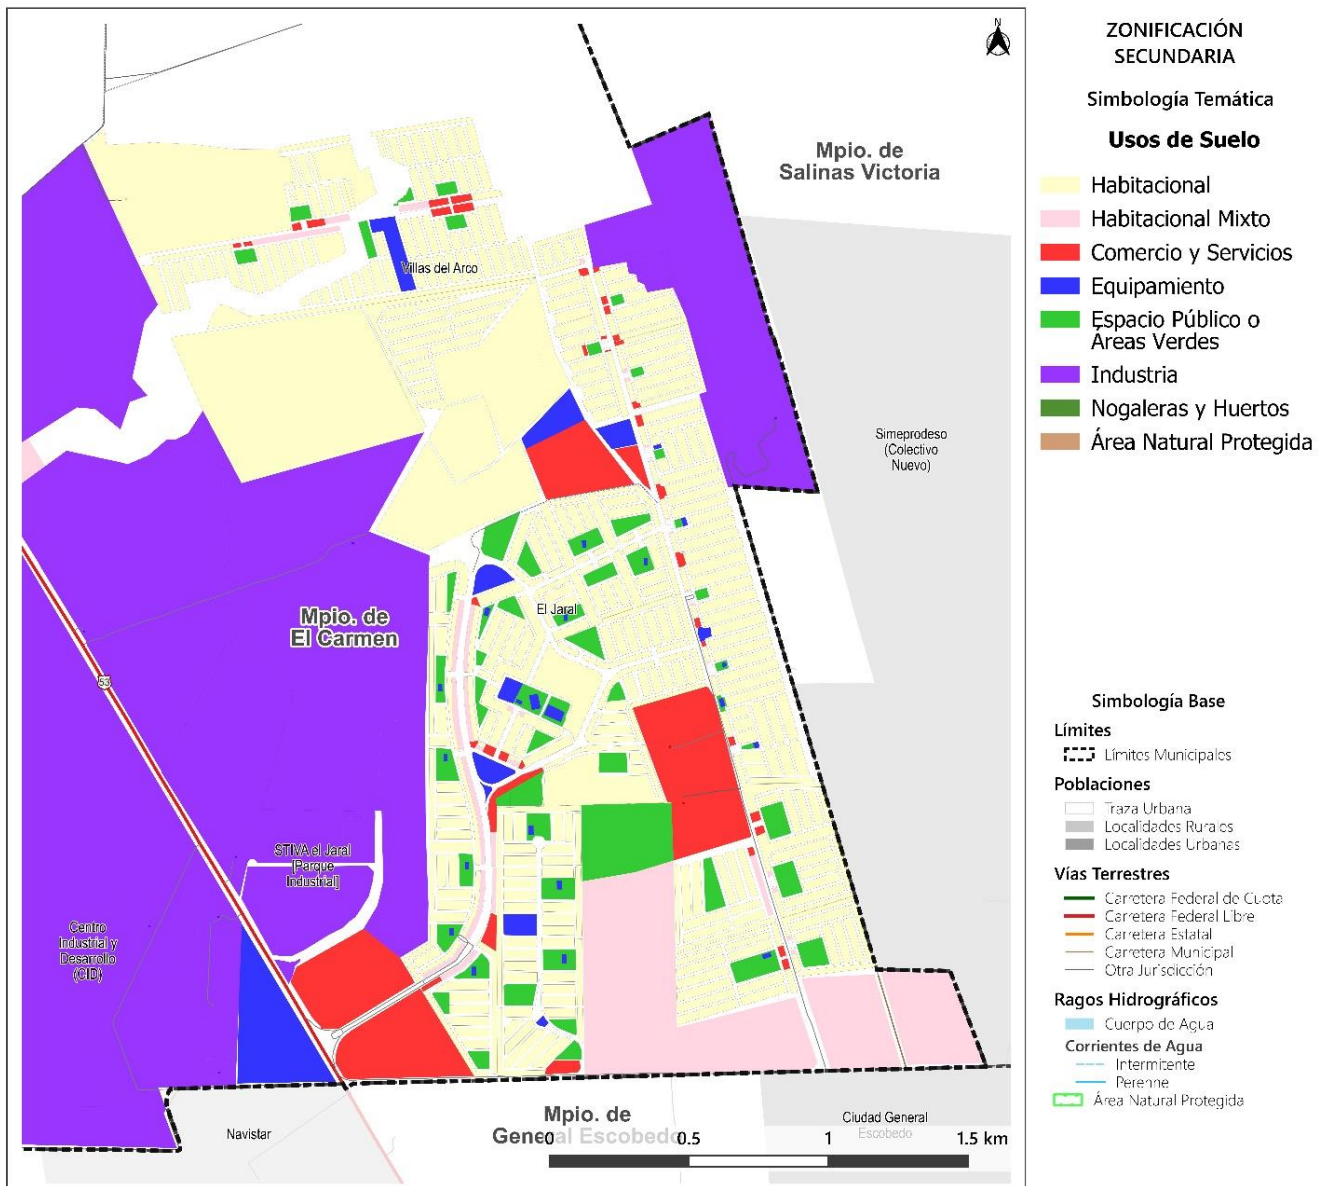 N
Mpio. de
Salinas Victoria
Villas del Arco
Simeprodeso
(Colectivo
Nuevo)
El Jaral
Mpio. de
El Carmen
53
STIVA el Jaral
[Parque
Industrial]
Centro
Industrial y
Desarrollo
(CID)
Navistar
Mpio. de
General Escobedo
Ciudad General
Escobedo
0 0.5 1 1.5 km
ZONIFICACIÓN
SECUNDARIA
Simbología Temática
Usos de Suelo
Habitacional
Habitacional Mixto
Comercio y Servicios
Equipamiento
Espacio Público o
Áreas Verdes
Industria
Nogaleras y Huertos
Área Natural Protegida
Simbología Base
Límites
Límites Municipales
Poblaciones
Traza Urbana
Localidades Rurales
Localidades Urbanas
Vías Terrestres
Carretera Federal de Cuota
Carretera Federal Libre
Carretera Estatal
Carretera Municipal
Otra Jurisdicción
Ragos Hidrográficos
Cuerpo de Agua
Corrientes de Agua
Intermitente
Perenne
Área Natural Protegida